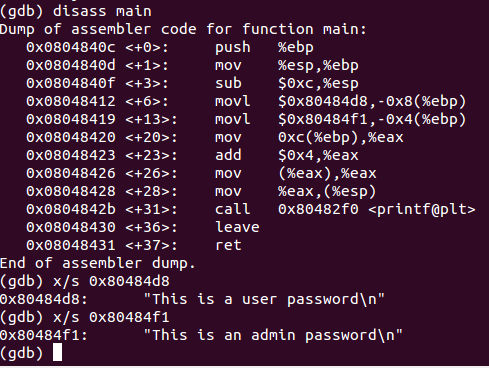 (gdb) disass main
Dump of assembler code for function main:
   0x0804840c <+0>:     push   %ebp
   0x0804840d <+1>:     mov    %esp,%ebp
   0x0804840f <+3>:     sub    $0xc,%esp
   0x08048412 <+6>:     movl   $0x80484d8,-0x8(%ebp)
   0x08048419 <+13>:    movl   $0x80484f1,-0x4(%ebp)
   0x08048420 <+20>:    mov    0xc(%ebp),%eax
   0x08048423 <+23>:    add    $0x4,%eax
   0x08048426 <+26>:    mov    (%eax),%eax
   0x08048428 <+28>:    mov    %eax,(%esp)
   0x0804842b <+31>:    call   0x80482f0 <printf@plt>
   0x08048430 <+36>:    leave
   0x08048431 <+37>:    ret
End of assembler dump.
(gdb) x/s 0x80484d8
0x80484d8:      "This is a user password\n"
(gdb) x/s 0x80484f1
0x80484f1:      "This is an admin password\n"
(gdb)